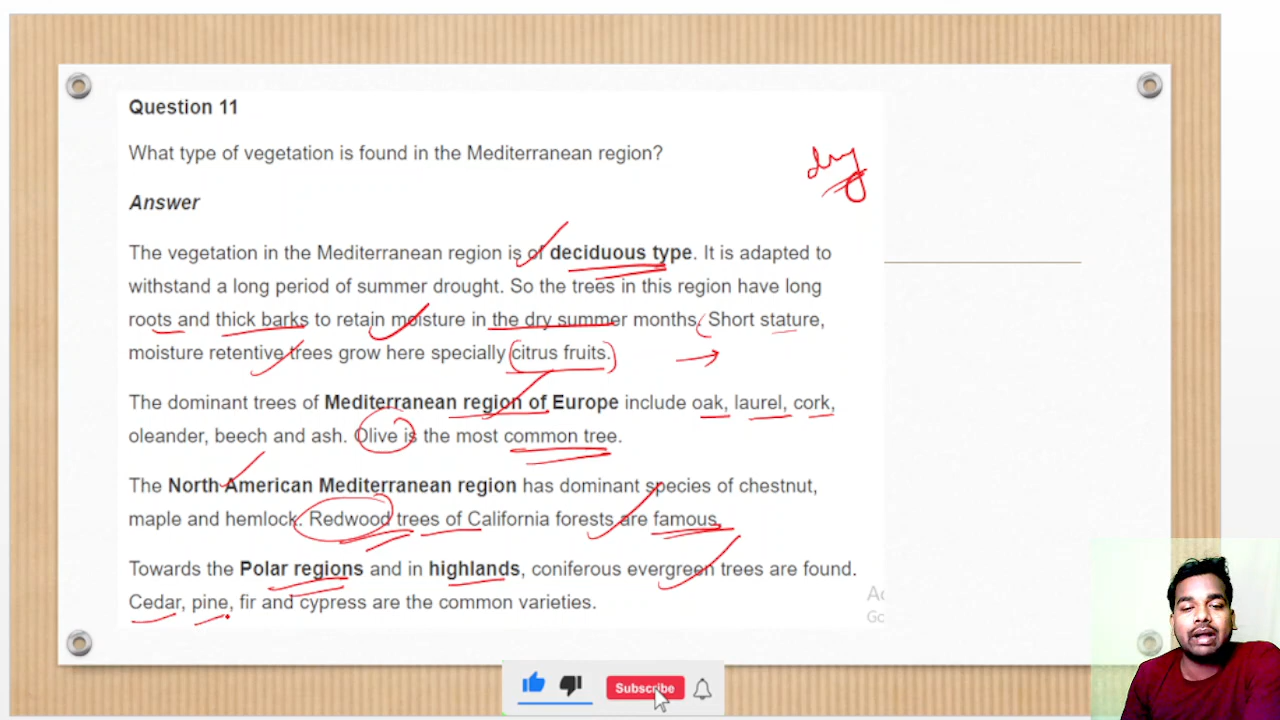 Question 11
What type of vegetation is found in the Mediterranean region?
dry
Answer
The vegetation in the Mediterranean region is of deciduous type. It is adapted to
withstand a long period of summer drought. So the trees in this region have long
roots and thick barks to retain moisture in the dry summer months. Short stature,
moisture retentive trees grow here specially citrus fruits.
The dominant trees of Mediterranean region of Europe include oak, laurel, cork,
oleander, beech and ash. Olive is the most common tree.
The North American Mediterranean region has dominant species of chestnut,
maple and hemlock. Redwood trees of California forests are famous.
Towards the Polar regions and in highlands, coniferous evergreen trees are found.
Cedar, pine, fir and cypress are the common varieties.
Subscribe